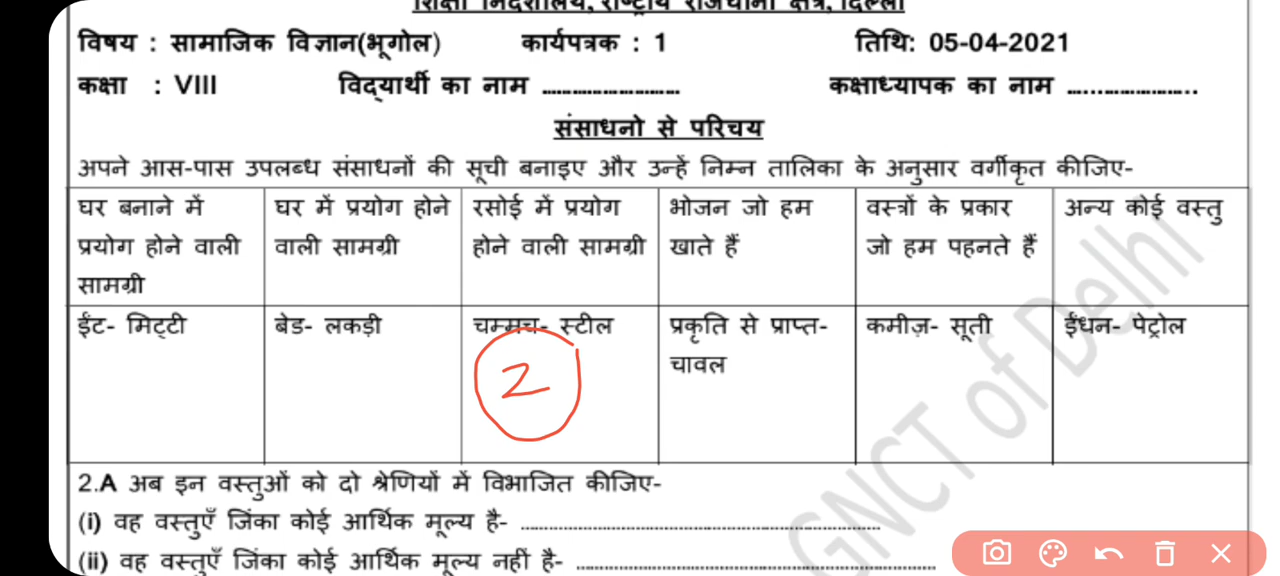 शिक्षा निदेशालय, राष्ट्रीय राजधानी क्षेत्र, दिल्ली
विषय : सामाजिक विज्ञान(भूगोल) कार्यपत्रक : 1 तिथि: 05-04-2021
कक्षा : VIII विद्यार्थी का नाम ............................ कक्षाध्यापक का नाम ..........................
संसाधनो से परिचय
अपने आस-पास उपलब्ध संसाधनों की सूची बनाइए और उन्हें निम्न तालिका के अनुसार वर्गीकृत कीजिए-
घर बनाने में
प्रयोग होने वाली
सामग्री
घर में प्रयोग होने
वाली सामग्री
रसोई में प्रयोग
होने वाली सामग्री
भोजन जो हम
खाते हैं
वस्त्रों के प्रकार
जो हम पहनते हैं
अन्य कोई वस्तु
ईंट- मिट्टी
बेड- लकड़ी
चम्मच- स्टील
2
प्रकृति से प्राप्त-
चावल
कमीज़- सूती
ईंधन- पेट्रोल
GNCT of Delhi
2.A अब इन वस्तुओं को दो श्रेणियों में विभाजित कीजिए-
(i) वह वस्तुएँ जिंका कोई आर्थिक मूल्य है- ......................................................................
(ii) वह वस्तुएँ जिंका कोई आर्थिक मूल्य नहीं है- ......................................................................